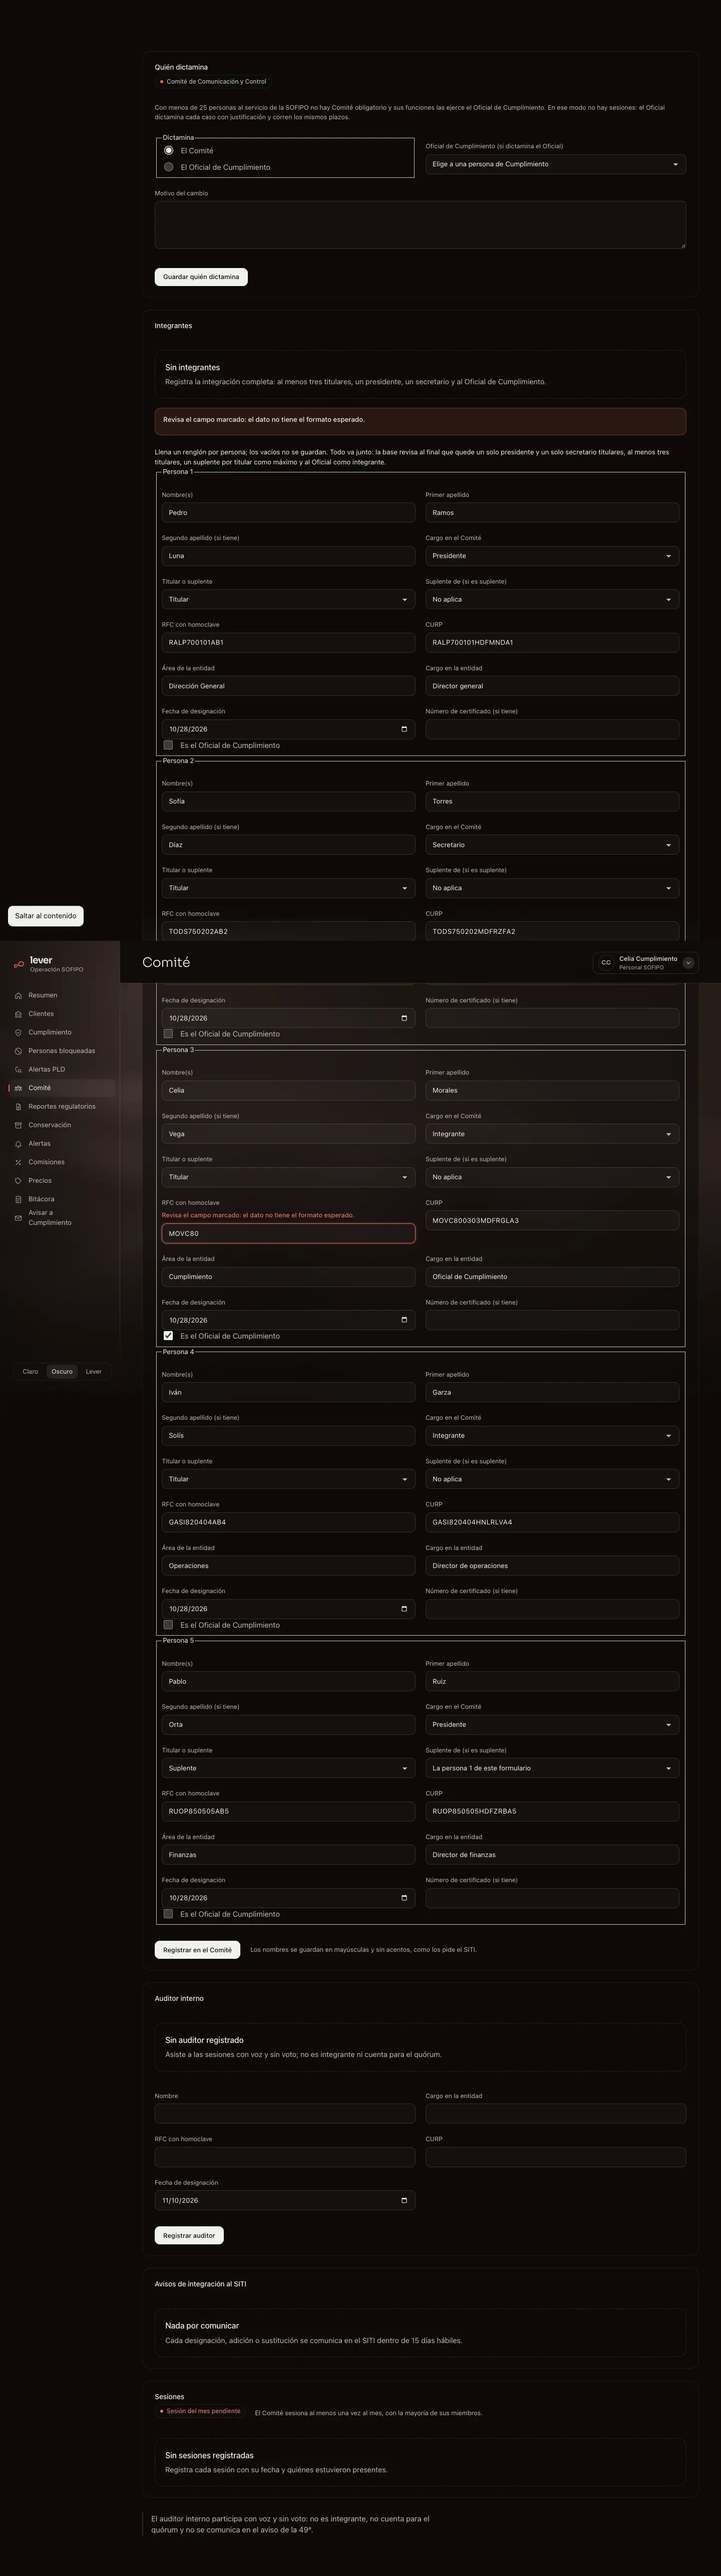 Quién dictamina
Comité de Comunicación y Control
Con menos de 25 personas al servicio de la SOFIPO no hay Comité obligatorio y sus funciones las ejerce el Oficial de Cumplimiento. En ese modo no hay sesiones: el Oficial
dictamina cada caso con justificación y corren los mismos plazos.
Dictamina
El Comité
El Oficial de Cumplimiento
Oficial de Cumplimiento (si dictamina el Oficial)
Elige a una persona de Cumplimiento
Motivo del cambio
Guardar quién dictamina
Integrantes
Sin integrantes
Registra la integración completa: al menos tres titulares, un presidente, un secretario y al Oficial de Cumplimiento.
Revisa el campo marcado: el dato no tiene el formato esperado.
Llena un renglón por persona; los vacíos no se guardan. Todo va junto: la base revisa al final que quede un solo presidente y un solo secretario titulares, al menos tres
titulares, un suplente por titular como máximo y al Oficial como integrante.
Persona 1
Nombre(s)
Primer apellido
Pedro
Ramos
Segundo apellido (si tiene)
Cargo en el Comité
Luna
Presidente
Titular o suplente
Suplente de (si es suplente)
Titular
No aplica
RFC con homoclave
CURP
RALP700101AB1
RALP700101HDFMNDA1
Área de la entidad
Cargo en la entidad
Dirección General
Director general
Fecha de designación
Número de certificado (si tiene)
10/28/2026
Es el Oficial de Cumplimiento
Persona 2
Nombre(s)
Primer apellido
Sofía
Torres
Segundo apellido (si tiene)
Cargo en el Comité
Díaz
Secretario
Titular o suplente
Suplente de (si es suplente)
Titular
No aplica
RFC con homoclave
CURP
TODS750202AB2
TODS750202MDFRZFA2
Saltar al contenido
lever
Operación SOFIPO
Comité
CC
Celia Cumplimiento
Personal SOFIPO
Resumen
Clientes
Cumplimiento
Personas bloqueadas
Alertas PLD
Comité
Reportes regulatorios
Conservación
Alertas
Comisiones
Precios
Bitácora
Avisar a
Cumplimiento
Claro
Oscuro
Lever
Fecha de designación
Número de certificado (si tiene)
10/28/2026
Es el Oficial de Cumplimiento
Persona 3
Nombre(s)
Primer apellido
Celia
Morales
Segundo apellido (si tiene)
Cargo en el Comité
Vega
Integrante
Titular o suplente
Suplente de (si es suplente)
Titular
No aplica
RFC con homoclave
CURP
Revisa el campo marcado: el dato no tiene el formato esperado.
MOVC80
MOVC800303MDFRGLA3
Área de la entidad
Cargo en la entidad
Cumplimiento
Oficial de Cumplimiento
Fecha de designación
Número de certificado (si tiene)
10/28/2026
Es el Oficial de Cumplimiento
Persona 4
Nombre(s)
Primer apellido
Iván
Garza
Segundo apellido (si tiene)
Cargo en el Comité
Solís
Integrante
Titular o suplente
Suplente de (si es suplente)
Titular
No aplica
RFC con homoclave
CURP
GASI820404AB4
GASI820404HNLRLVA4
Área de la entidad
Cargo en la entidad
Operaciones
Director de operaciones
Fecha de designación
Número de certificado (si tiene)
10/28/2026
Es el Oficial de Cumplimiento
Persona 5
Nombre(s)
Primer apellido
Pablo
Ruiz
Segundo apellido (si tiene)
Cargo en el Comité
Orta
Presidente
Titular o suplente
Suplente de (si es suplente)
Suplente
La persona 1 de este formulario
RFC con homoclave
CURP
RUOP850505AB5
RUOP850505HDFZRBA5
Área de la entidad
Cargo en la entidad
Finanzas
Director de finanzas
Fecha de designación
Número de certificado (si tiene)
10/28/2026
Es el Oficial de Cumplimiento
Registrar en el Comité
Los nombres se guardan en mayúsculas y sin acentos, como los pide el SITI.
Auditor interno
Sin auditor registrado
Asiste a las sesiones con voz y sin voto; no es integrante ni cuenta para el quórum.
Nombre
Cargo en la entidad
RFC con homoclave
CURP
Fecha de designación
11/10/2026
Registrar auditor
Avisos de integración al SITI
Nada por comunicar
Cada designación, adición o sustitución se comunica en el SITI dentro de 15 días hábiles.
Sesiones
Sesión del mes pendiente
El Comité sesiona al menos una vez al mes, con la mayoría de sus miembros.
Sin sesiones registradas
Registra cada sesión con su fecha y quiénes estuvieron presentes.
El auditor interno participa con voz y sin voto: no es integrante, no cuenta para el
quórum y no se comunica en el aviso de la 49ª.